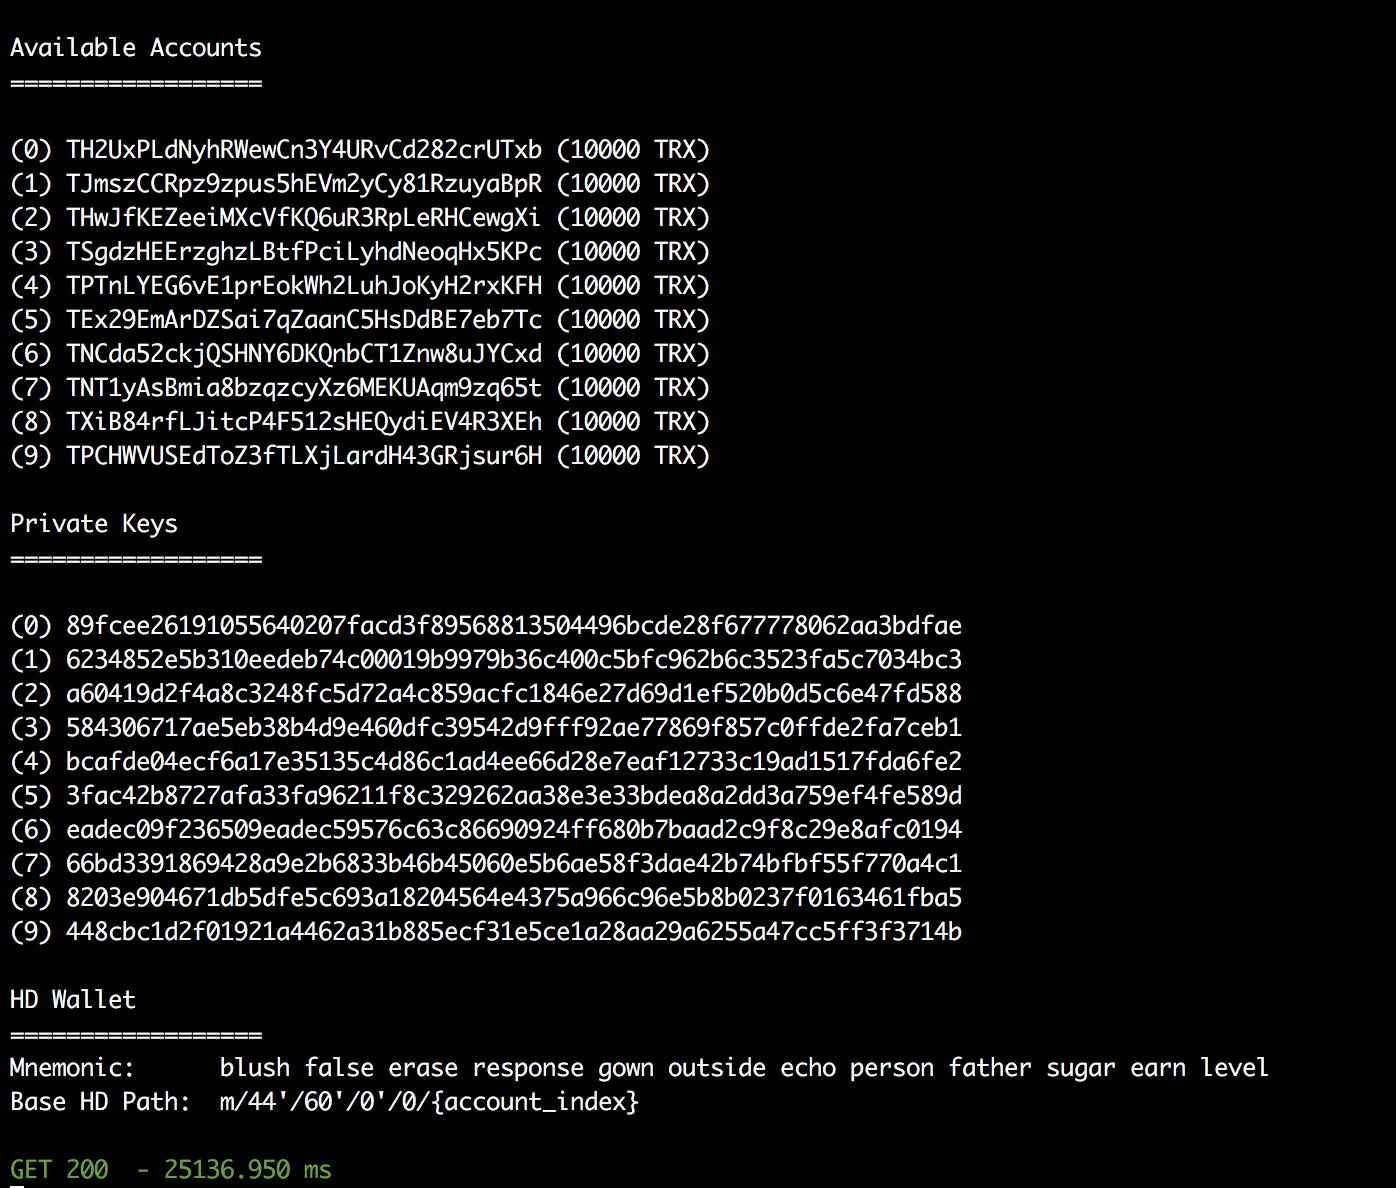 Available Accounts
==================
(0) TH2UxPLdNyhRWewCn3Y4URvCd282crUTxb (10000 TRX)
(1) TJmszCCRpz9zpus5hEVm2yCy81RzuyaBpR (10000 TRX)
(2) THwJfKEZeeiMXcVfKQ6uR3RpLeRHCewgXi (10000 TRX)
(3) TSgdzHEErzghzLBtfPciLyhdNeoqHx5KPc (10000 TRX)
(4) TPTnLYEG6vE1prEokWh2LuhJoKyH2rxKFH (10000 TRX)
(5) TEx29EmArDZSai7qZaanC5HsDdBE7eb7Tc (10000 TRX)
(6) TNCda52ckjQSHNY6DKQnbCT1Znw8uJYCxd (10000 TRX)
(7) TNT1yAsBmia8bzqzcyXz6MEKUAqm9zq65t (10000 TRX)
(8) TXiB84rfLJitcP4F512sHEQydiEV4R3XEh (10000 TRX)
(9) TPCHWVUSEdToZ3fTLXjLardH43GRjsur6H (10000 TRX)
Private Keys
==================
(0) 89fcee26191055640207facd3f89568813504496bcde28f677778062aa3bdfae
(1) 6234852e5b310eedeb74c00019b9979b36c400c5bfc962b6c3523fa5c7034bc3
(2) a60419d2f4a8c3248fc5d72a4c859acfc1846e27d69d1ef520b0d5c6e47fd588
(3) 584306717ae5eb38b4d9e460dfc39542d9fff92ae77869f857c0ffde2fa7ceb1
(4) bcafde04ecf6a17e35135c4d86c1ad4ee66d28e7eaf12733c19ad1517fda6fe2
(5) 3fac42b8727afa33fa96211f8c329262aa38e3e33bdea8a2dd3a759ef4fe589d
(6) eadec09f236509eadec59576c63c86690924ff680b7baad2c9f8c29e8afc0194
(7) 66bd3391869428a9e2b6833b46b45060e5b6ae58f3dae42b74bfbf55f770a4c1
(8) 8203e904671db5dfe5c693a18204564e4375a966c96e5b8b0237f0163461fba5
(9) 448cbc1d2f01921a4462a31b885ecf31e5ce1a28aa29a6255a47cc5ff3f3714b
HD Wallet
==================
Mnemonic:      blush false erase response gown outside echo person father sugar earn level
Base HD Path:  m/44'/60'/0'/0/{account_index}
GET 200  - 25136.950 ms